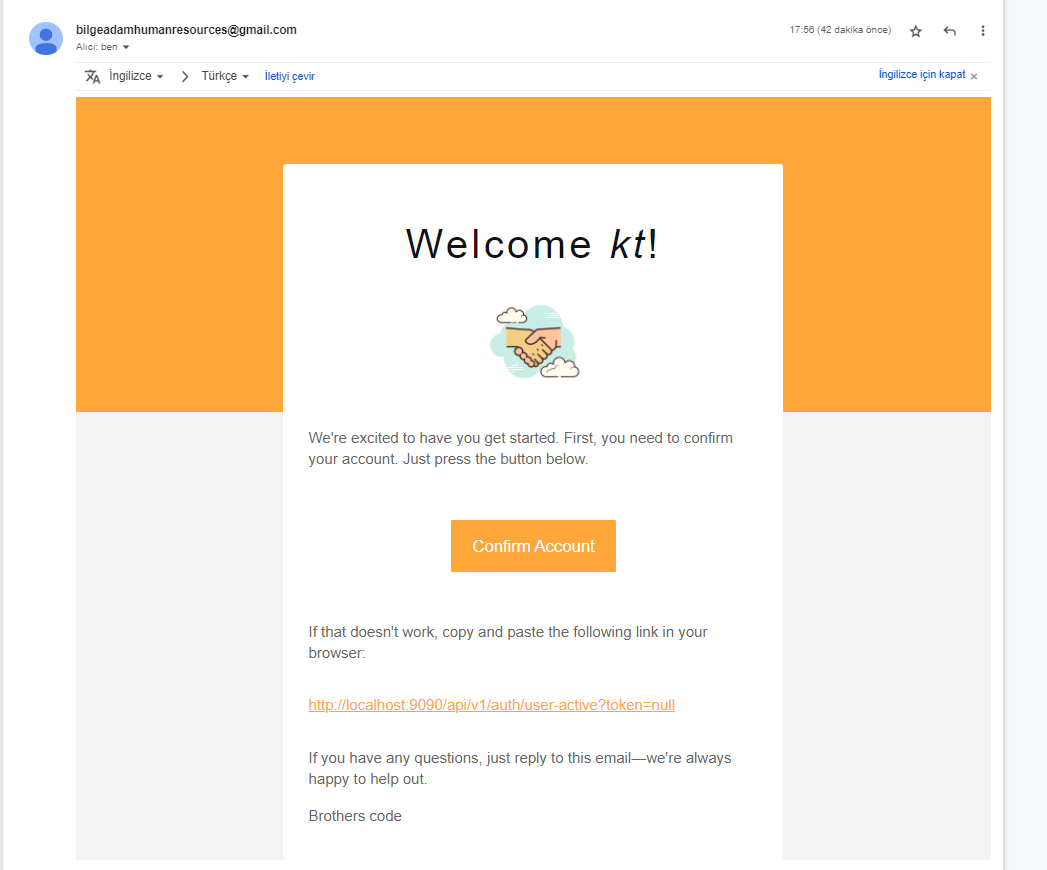 bilgeadamhumanresources@gmail.com
17:56 (42 dakika önce)
Alıcı: ben
İngilizce > Türkçe İletiyi çevir
İngilizce için kapat ×
Welcome kt!
We're excited to have you get started. First, you need to confirm
your account. Just press the button below.
Confirm Account
If that doesn't work, copy and paste the following link in your
browser:
http://localhost:9090/api/v1/auth/user-active?token=null
If you have any questions, just reply to this email—we're always
happy to help out.
Brothers code